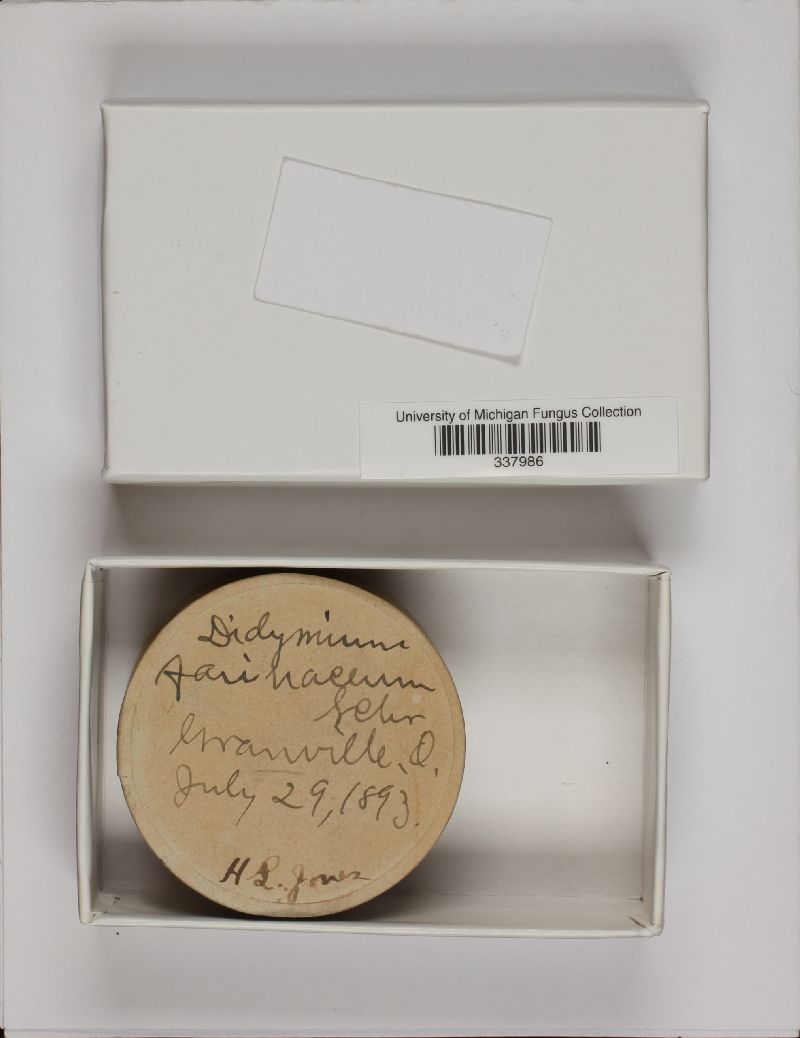 University of Michigan Fungus Collection
337986
Didymium
farinaceum
Schr
Granville, O.
July 29, 1893.
H L. Jones